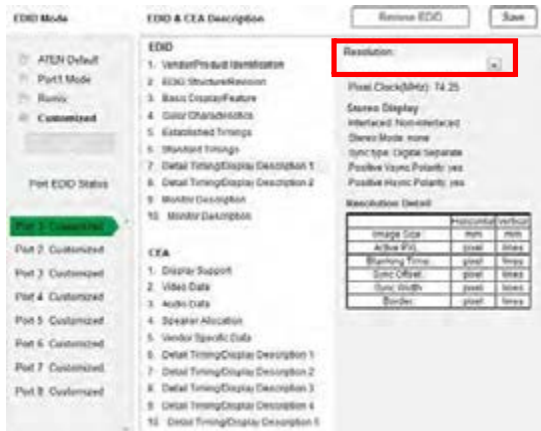 EDID Mode
EDID & CEA Description
Remove EDID
Save
ATEN Default
Port1 Mode
Remix
Customized
Port EDID Status
Port 1 Customized
Port 2 Customized
Port 3 Customized
Port 4 Customized
Port 5 Customized
Port 6 Customized
Port 7 Customized
Port 8 Customized
EDID
1. Vendor/Product Identification
2. EDID Structure/Revision
3. Basic Display/Feature
4. Color Characteristics
5. Established Timings
6. Standard Timings
7. Detail Timing/Display Description 1
8. Detail Timing/Display Description 2
9. Monitor Description
10. Monitor Description
CEA
1. Display Support
2. Video Data
3. Audio Data
4. Speaker Allocation
5. Vendor Specific Data
6. Detail Timing/Display Description 1
7. Detail Timing/Display Description 2
8. Detail Timing/Display Description 3
9. Detail Timing/Display Description 4
10. Detail Timing/Display Description 5
Resolution:
Pixel Clock(MHz): 74.25
Stereo Display
Interlaced: Non-interlaced
Stereo Mode: none
Sync type: Digital Separate
Positive Vsync Polarity: yes
Positive Hsync Polarity: yes
Resolution Detail
Horizontal Vertical
Image Size: mm mm
Active PXL: pixel lines
Blanking Time: pixel lines
Sync Offset: pixel lines
Sync Width: pixel lines
Border: pixel lines